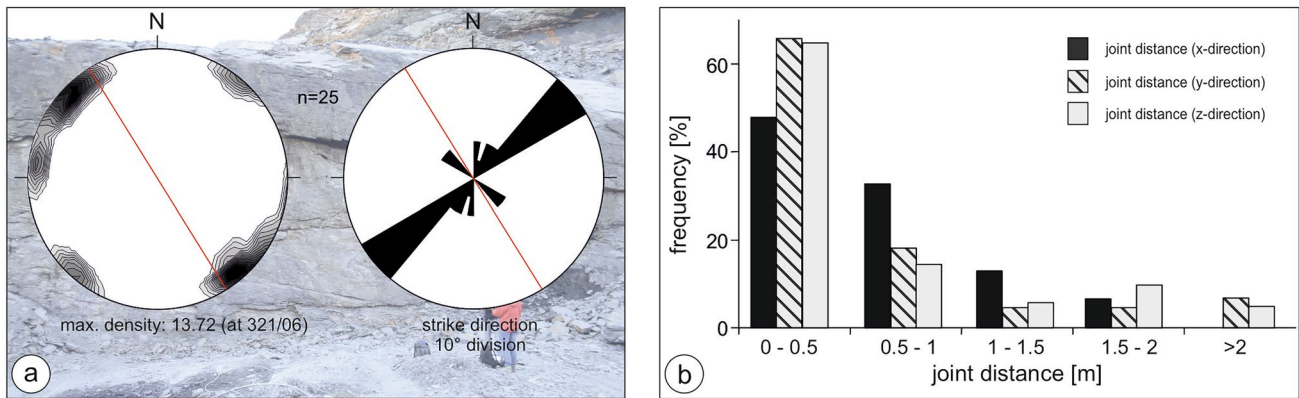 N
N
n=25
max. density: 13.72 (at 321/06)
strike direction
10° division
a
joint distance (x-direction)
joint distance (y-direction)
joint distance (z-direction)
frequency [%]
60
40
20
0
0 - 0.5
0.5 - 1
1 - 1.5
1.5 - 2
>2
joint distance [m]
b